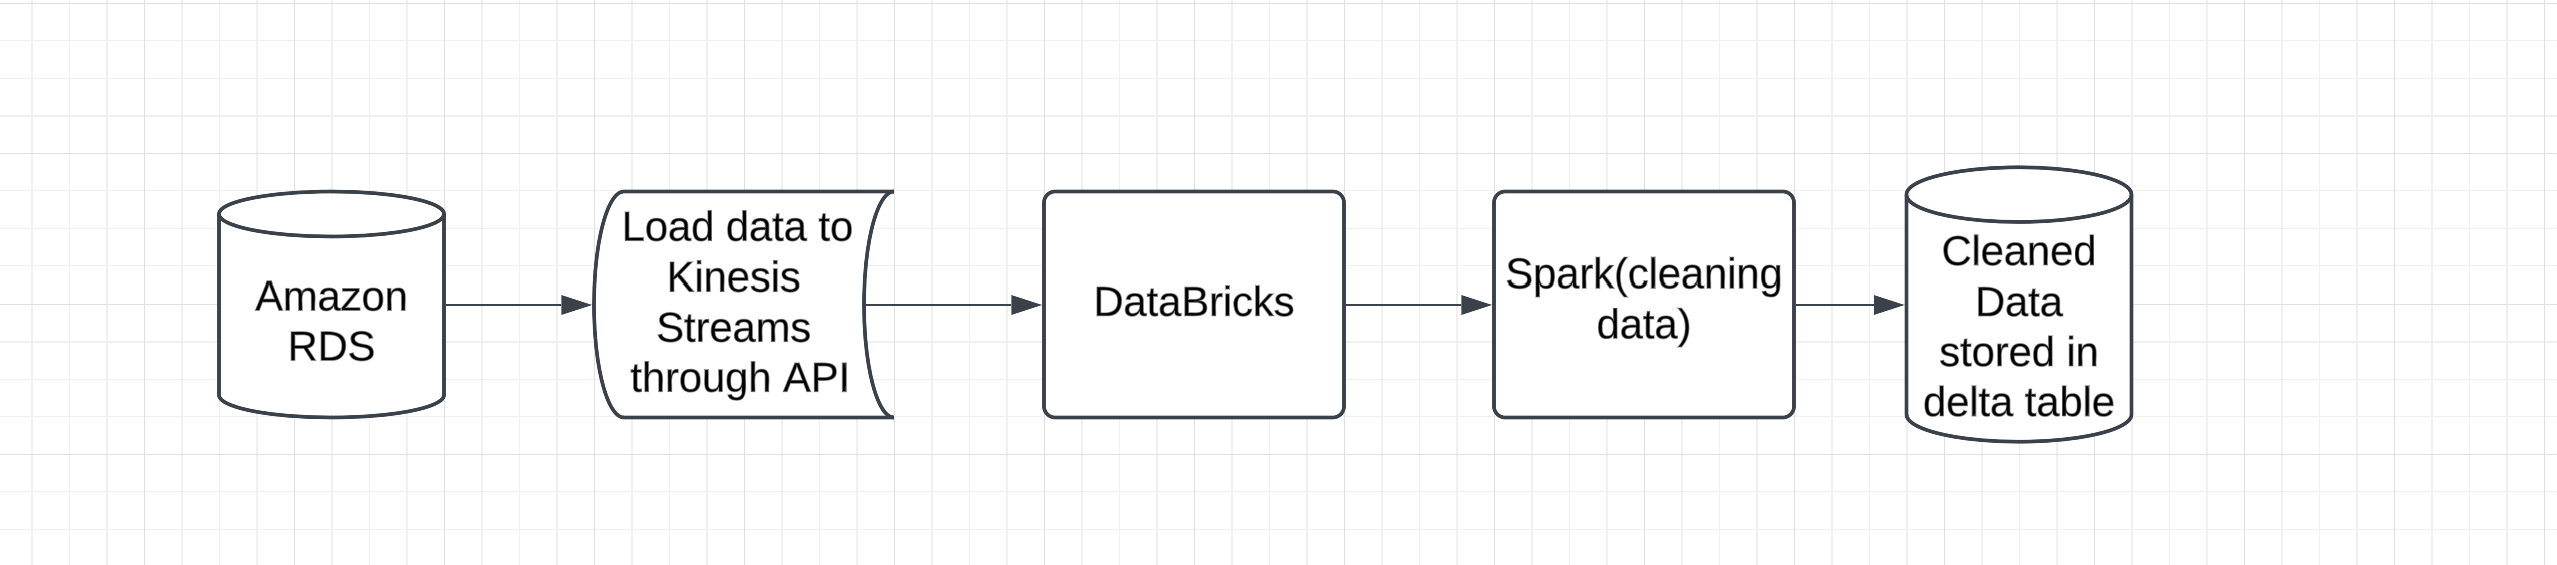 Amazon
RDS
Load data to
Kinesis
Streams
through API
DataBricks
Spark(cleaning
data)
Cleaned
Data
stored in
delta table